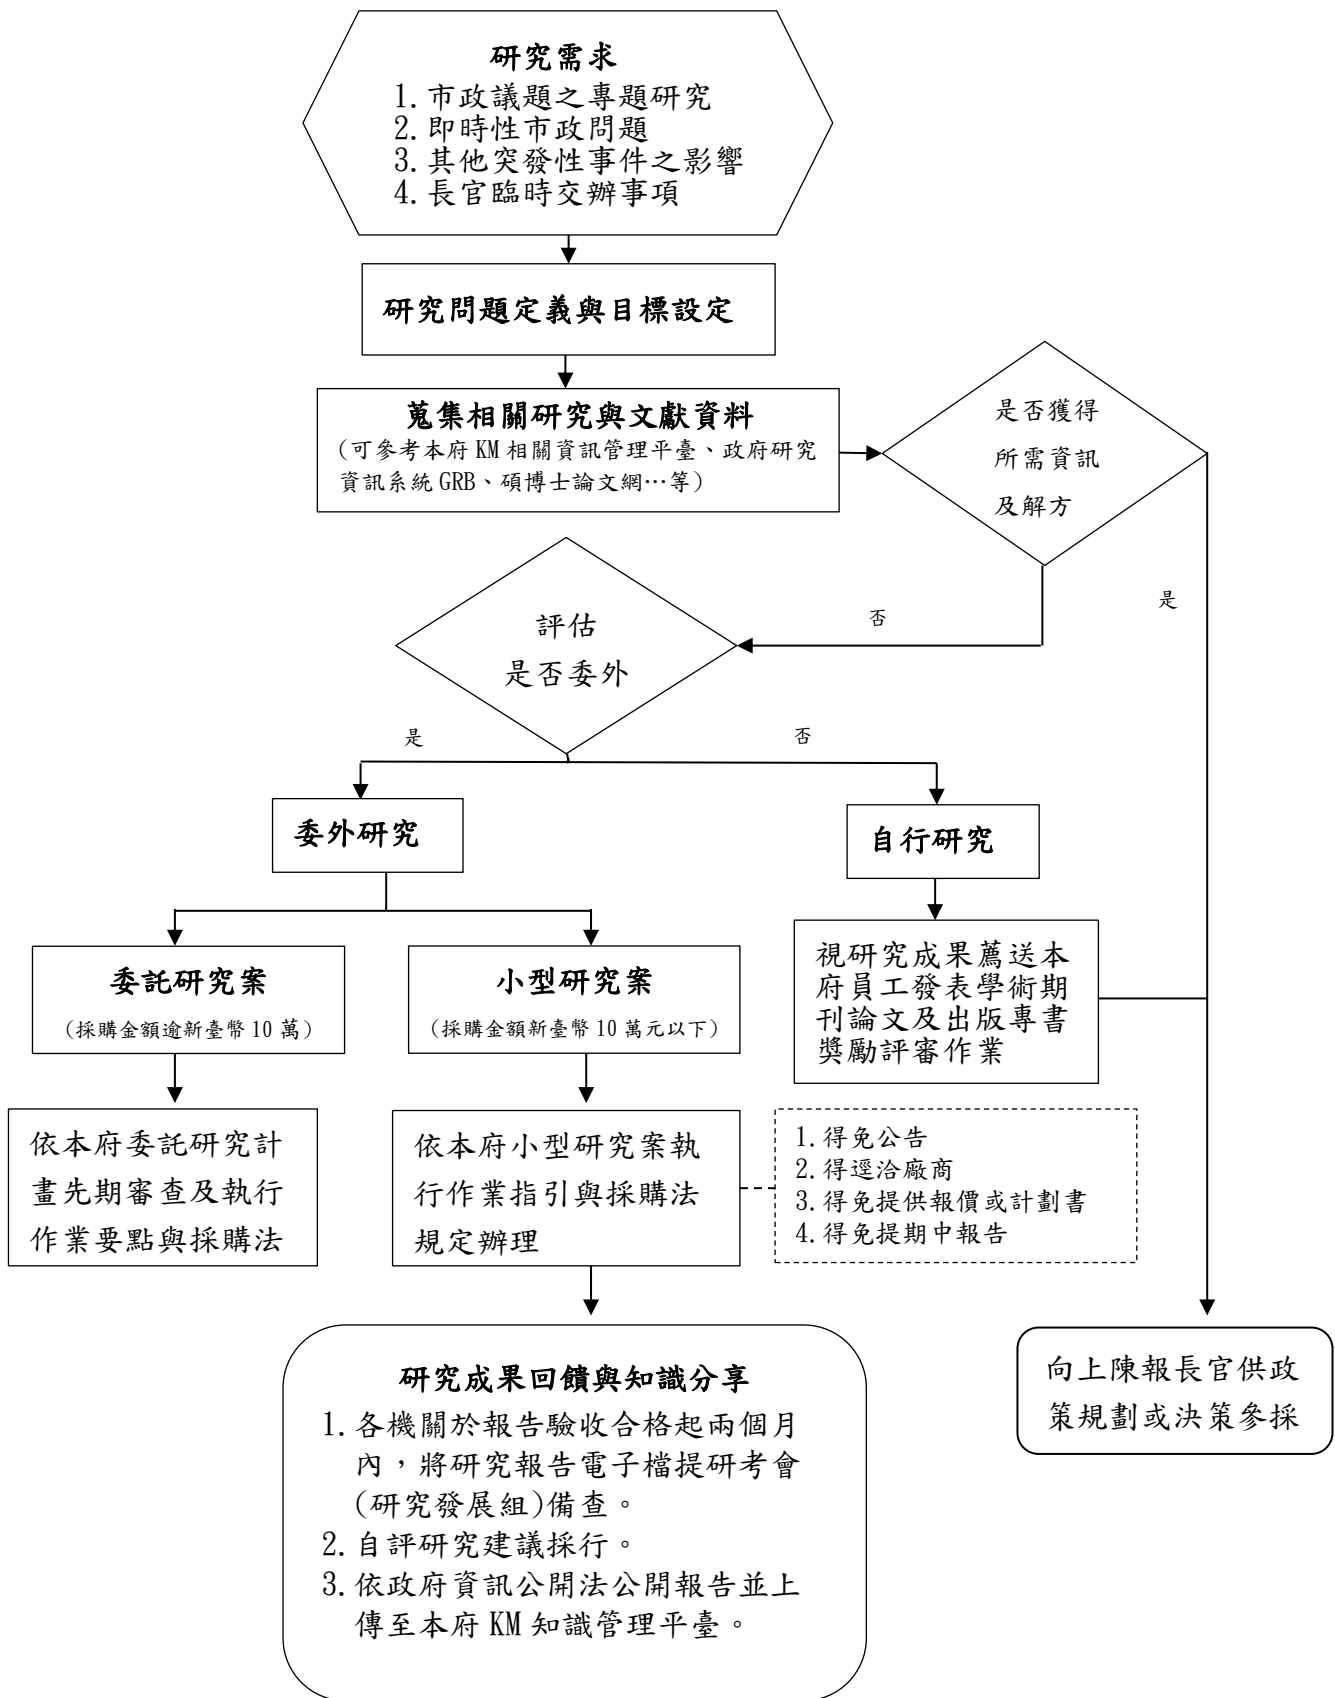 研究需求
1.市政議題之專題研究
2.即時性市政問題
3.其他突發性事件之影響
4.長官臨時交辦事項
研究問題定義與目標設定
蒐集相關研究與文獻資料
(可參考本府 KM 相關資訊管理平臺、政府研究
資訊系統 GRB、碩博士論文網…等)
是否獲得
所需資訊
及解方
是
否
評估
是否委外
是
否
委外研究
自行研究
委託研究案
(採購金額逾新臺幣 10 萬)
小型研究案
(採購金額新臺幣 10 萬元以下)
視研究成果薦送本
府員工發表學術期
刊論文及出版專書
獎勵評審作業
依本府委託研究計
畫先期審查及執行
作業要點與採購法
依本府小型研究案執
行作業指引與採購法
規定辦理
1.得免公告
2.得逕洽廠商
3.得免提供報價或計劃書
4.得免提期中報告
研究成果回饋與知識分享
1.各機關於報告驗收合格起兩個月
內，將研究報告電子檔提研考會
(研究發展組)備查。
2.自評研究建議採行。
3.依政府資訊公開法公開報告並上
傳至本府 KM 知識管理平臺。
向上陳報長官供政
策規劃或決策參採